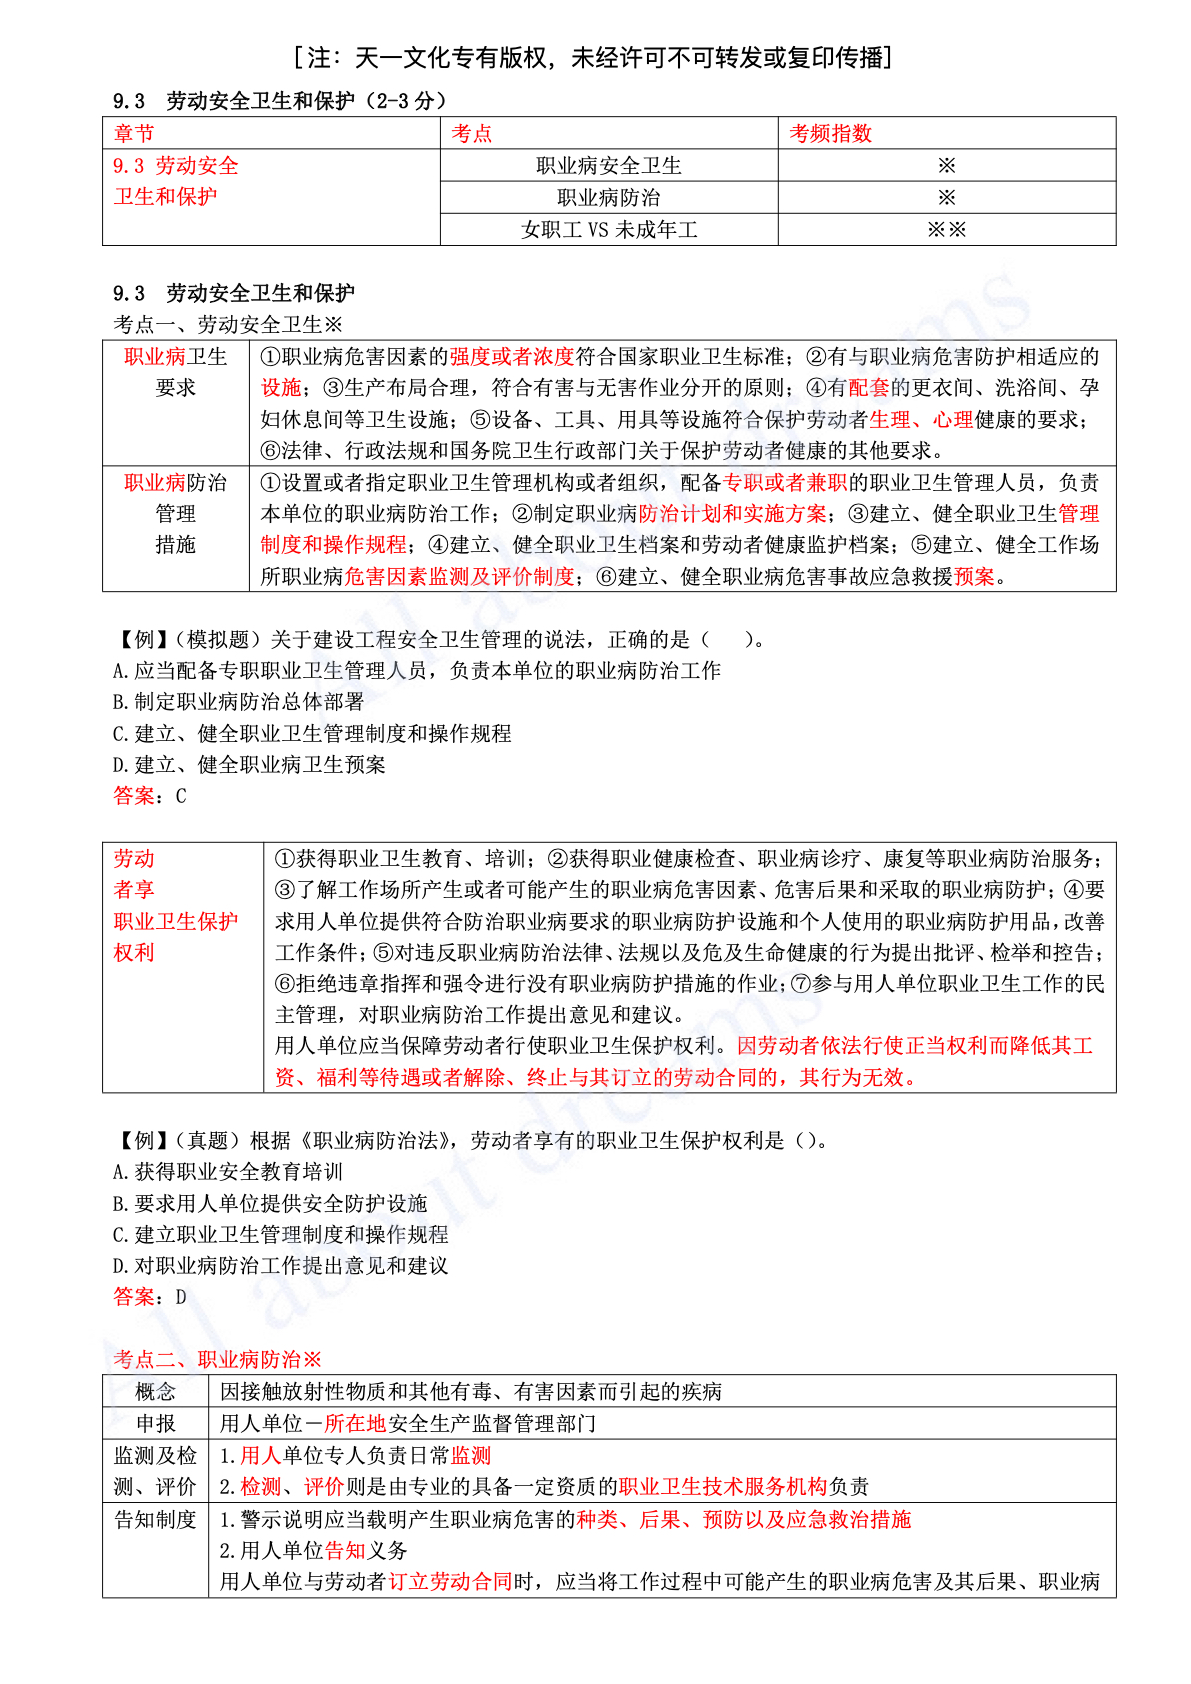 [注：天一文化专有版权，未经许可不可转发或复印传播]
9.3 劳动安全卫生和保护（2-3 分）
章节 考点 考频指数
9.3 劳动安全 职业病安全卫生 ※
卫生和保护 职业病防治 ※
女职工 VS 未成年工 ※※
9.3 劳动安全卫生和保护
考点一、劳动安全卫生※
职业病卫生 ①职业病危害因素的强度或者浓度符合国家职业卫生标准；②有与职业病危害防护相适应的
要求 设施；③生产布局合理，符合有害与无害作业分开的原则；④有配套的更衣间、洗浴间、孕
妇休息间等卫生设施；⑤设备、工具、用具等设施符合保护劳动者生理、心理健康的要求；
⑥法律、行政法规和国务院卫生行政部门关于保护劳动者健康的其他要求。
职业病防治 ①设置或者指定职业卫生管理机构或者组织，配备专职或者兼职的职业卫生管理人员，负责
管理 本单位的职业病防治工作；②制定职业病防治计划和实施方案；③建立、健全职业卫生管理
措施 制度和操作规程；④建立、健全职业卫生档案和劳动者健康监护档案；⑤建立、健全工作场
所职业病危害因素监测及评价制度；⑥建立、健全职业病危害事故应急救援预案。
【例】（模拟题）关于建设工程安全卫生管理的说法，正确的是（ ）。
A.应当配备专职职业卫生管理人员，负责本单位的职业病防治工作
B.制定职业病防治总体部署
C.建立、健全职业卫生管理制度和操作规程
D.建立、健全职业病卫生预案
答案：C
劳动 ①获得职业卫生教育、培训；②获得职业健康检查、职业病诊疗、康复等职业病防治服务；
者享 ③了解工作场所产生或者可能产生的职业病危害因素、危害后果和采取的职业病防护；④要
职业卫生保护 求用人单位提供符合防治职业病要求的职业病防护设施和个人使用的职业病防护用品，改善
权利 工作条件；⑤对违反职业病防治法律、法规以及危及生命健康的行为提出批评、检举和控告；
⑥拒绝违章指挥和强令进行没有职业病防护措施的作业；⑦参与用人单位职业卫生工作的民
主管理，对职业病防治工作提出意见和建议。
用人单位应当保障劳动者行使职业卫生保护权利。因劳动者依法行使正当权利而降低其工
资、福利等待遇或者解除、终止与其订立的劳动合同的，其行为无效。
【例】（真题）根据《职业病防治法》，劳动者享有的职业卫生保护权利是（）。
A.获得职业安全教育培训
B.要求用人单位提供安全防护设施
C.建立职业卫生管理制度和操作规程
D.对职业病防治工作提出意见和建议
答案：D
考点二、职业病防治※
概念 因接触放射性物质和其他有毒、有害因素而引起的疾病
申报 用人单位－所在地安全生产监督管理部门
监测及检 1.用人单位专人负责日常监测
测、评价 2.检测、评价则是由专业的具备一定资质的职业卫生技术服务机构负责
告知制度 1.警示说明应当载明产生职业病危害的种类、后果、预防以及应急救治措施
2.用人单位告知义务
用人单位与劳动者订立劳动合同时，应当将工作过程中可能产生的职业病危害及其后果、职业病
All about dreams
All about dreams